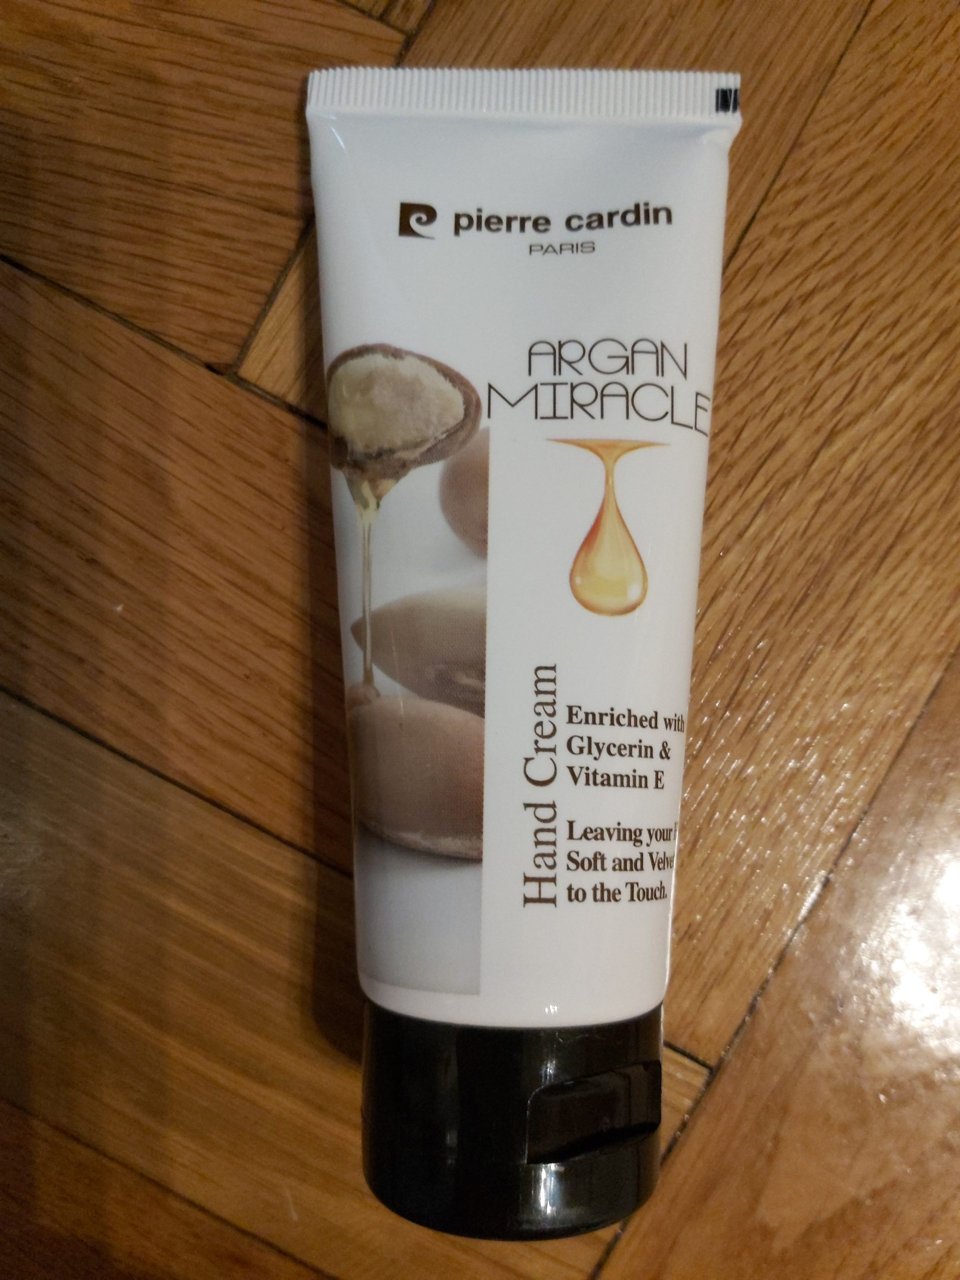 pierre cardin
PARIS
ARGAN
MIRACLE
Hand Cream
Enriched with
Glycerin &
Vitamin E
Leaving your
Soft and
to the Touch.